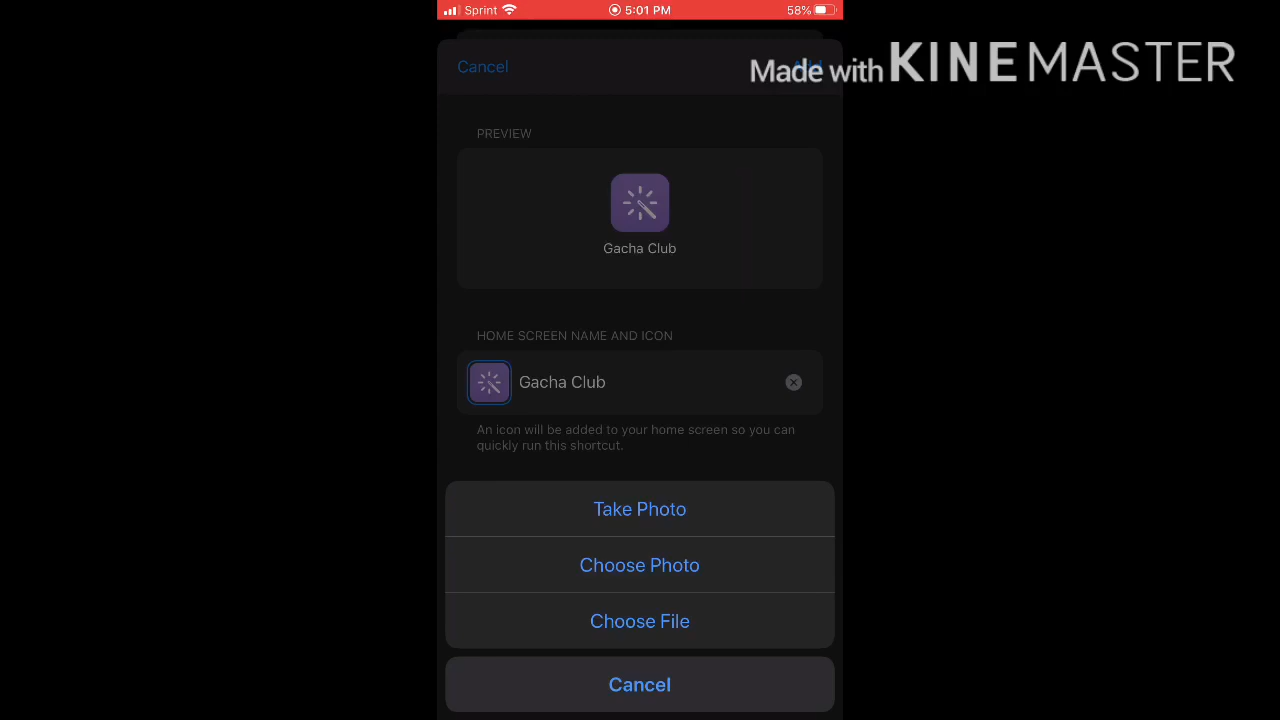 Sprint 5:01 PM 58%
Cancel
Made with KINEMASTER
PREVIEW
Gacha Club
HOME SCREEN NAME AND ICON
Gacha Club
An icon will be added to your home screen so you can
quickly run this shortcut.
Take Photo
Choose Photo
Choose File
Cancel